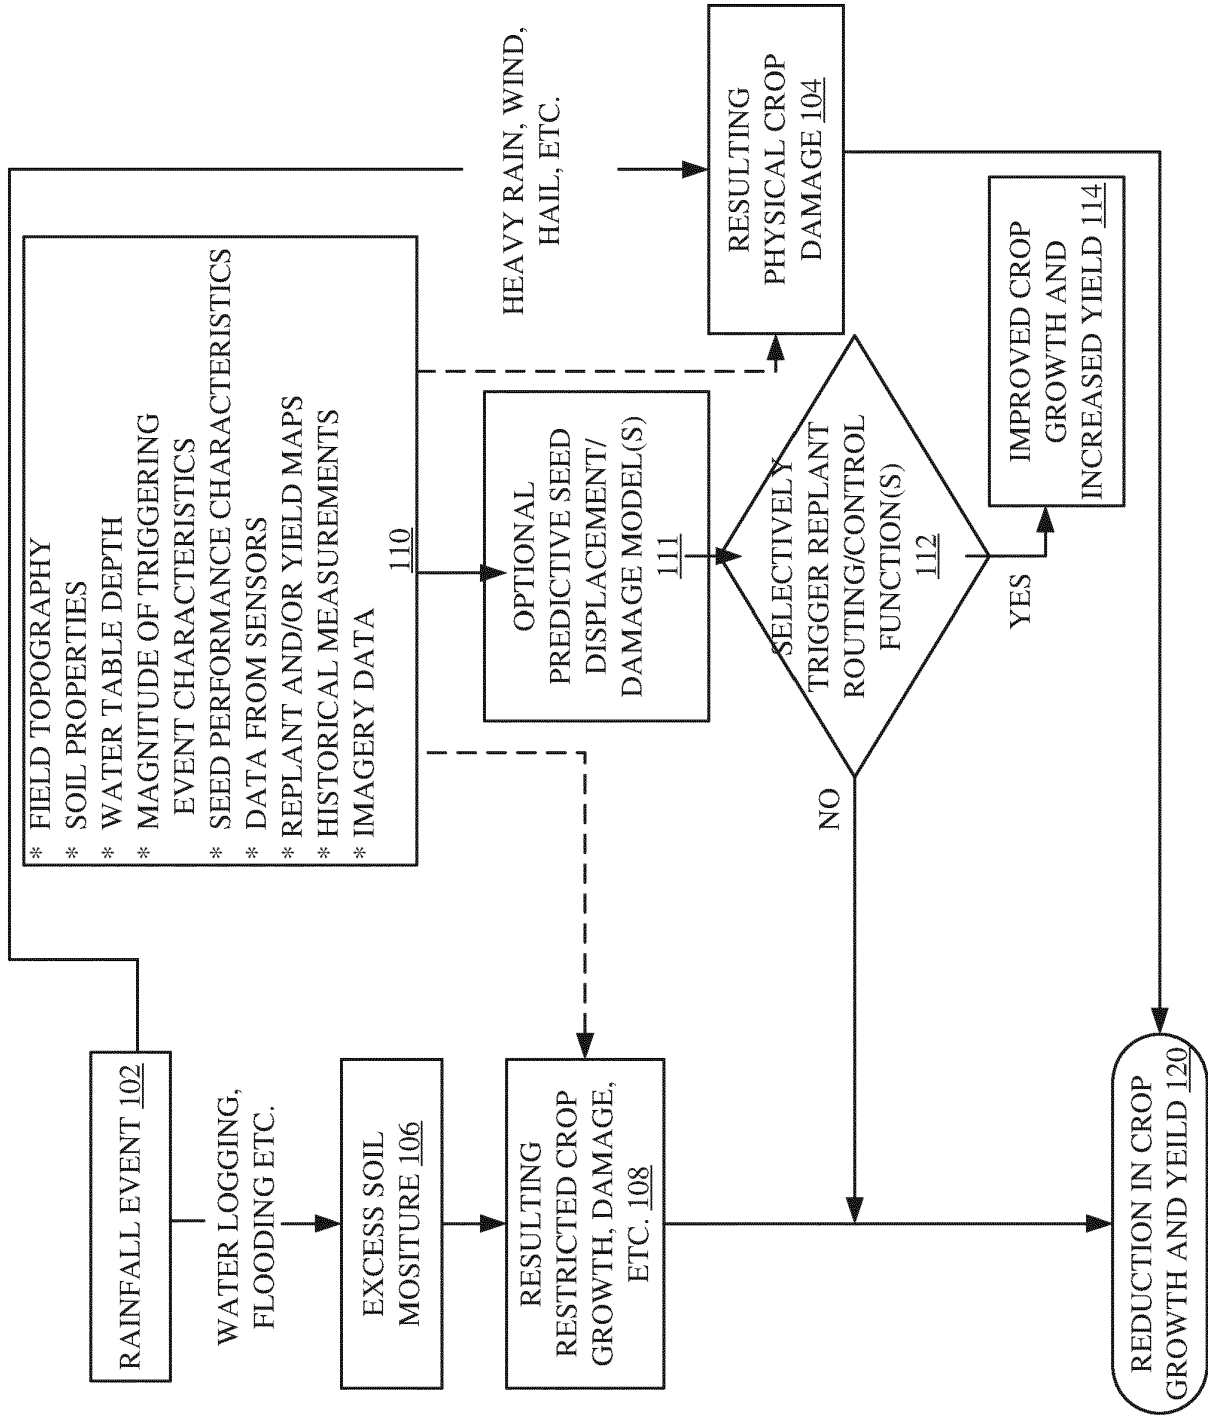 RAINFALL EVENT 102
WATER LOGGING,
FLOODING ETC.
EXCESS SOIL
MOSITURE 106
RESULTING
RESTRICTED CROP
GROWTH, DAMAGE,
ETC. 108
* FIELD TOPOGRAPHY
* SOIL PROPERTIES
* WATER TABLE DEPTH
* MAGNITUDE OF TRIGGERING
EVENT CHARACTERISTICS
* SEED PERFORMANCE CHARACTERISTICS
* DATA FROM SENSORS
* REPLANT AND/OR YIELD MAPS
* HISTORICAL MEASUREMENTS
* IMAGERY DATA
110
OPTIONAL
PREDICTIVE SEED
DISPLACEMENT/
DAMAGE MODEL(S)
111
SELECTIVELY
TRIGGER REPLANT
ROUTING/CONTROL
FUNCTION(S)
112
NO
YES
HEAVY RAIN, WIND,
HAIL, ETC.
RESULTING
PHYSICAL CROP
DAMAGE 104
IMPROVED CROP
GROWTH AND
INCREASED YIELD 114
REDUCTION IN CROP
GROWTH AND YEILD 120